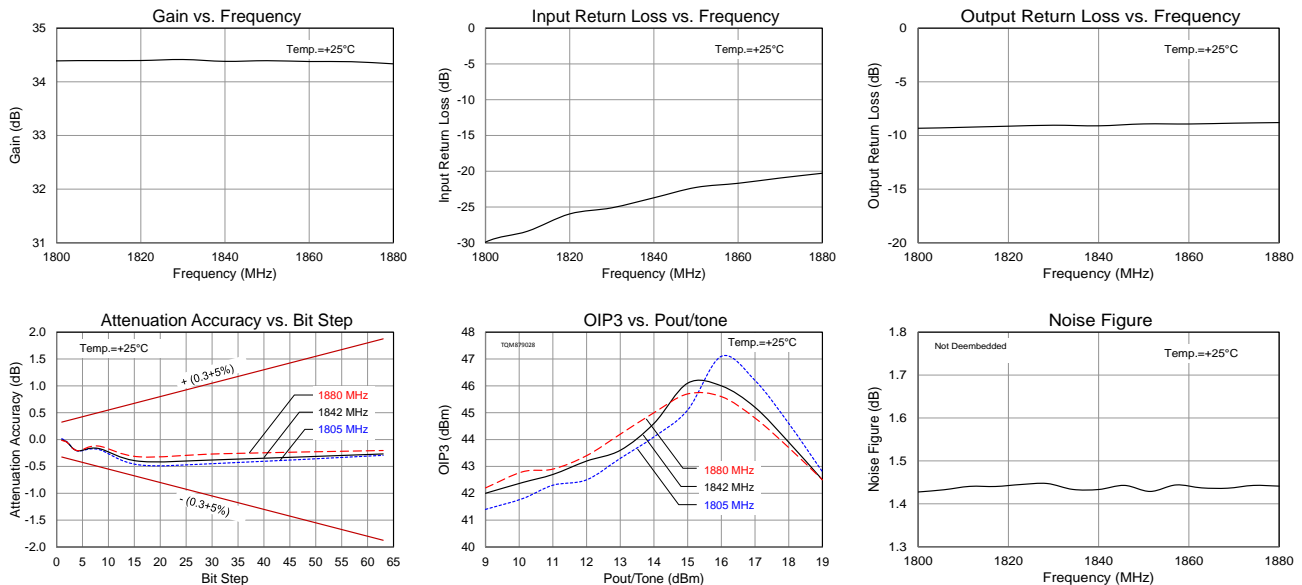 Gain vs. Frequency
35
34
33
32
31
Gain (dB)
Temp.=+25°C
1800 1820 1840 1860 1880
Frequency (MHz)
Input Return Loss vs. Frequency
0
-5
-10
-15
-20
-25
-30
Input Return Loss (dB)
Temp.=+25°C
1800 1820 1840 1860 1880
Frequency (MHz)
Output Return Loss vs. Frequency
0
-5
-10
-15
-20
Output Return Loss (dB)
Temp.=+25°C
1800 1820 1840 1860 1880
Frequency (MHz)
Attenuation Accuracy vs. Bit Step
2.0
1.5
1.0
0.5
0.0
-0.5
-1.0
-1.5
-2.0
Attenuation Accuracy (dB)
Temp.=+25°C
+ (0.3+5%)
1880 MHz
1842 MHz
1805 MHz
- (0.3+5%)
0 5 10 15 20 25 30 35 40 45 50 55 60 65
Bit Step
OIP3 vs. Pout/tone
48
47
46
45
44
43
42
41
40
OIP3 (dBm)
TQM879028
Temp.=+25°C
1880 MHz
1842 MHz
1805 MHz
9 10 11 12 13 14 15 16 17 18 19
Pout/Tone (dBm)
Noise Figure
1.8
1.7
1.6
1.5
1.4
1.3
Noise Figure (dB)
Not Deembedded
Temp.=+25°C
1800 1820 1840 1860 1880
Frequency (MHz)